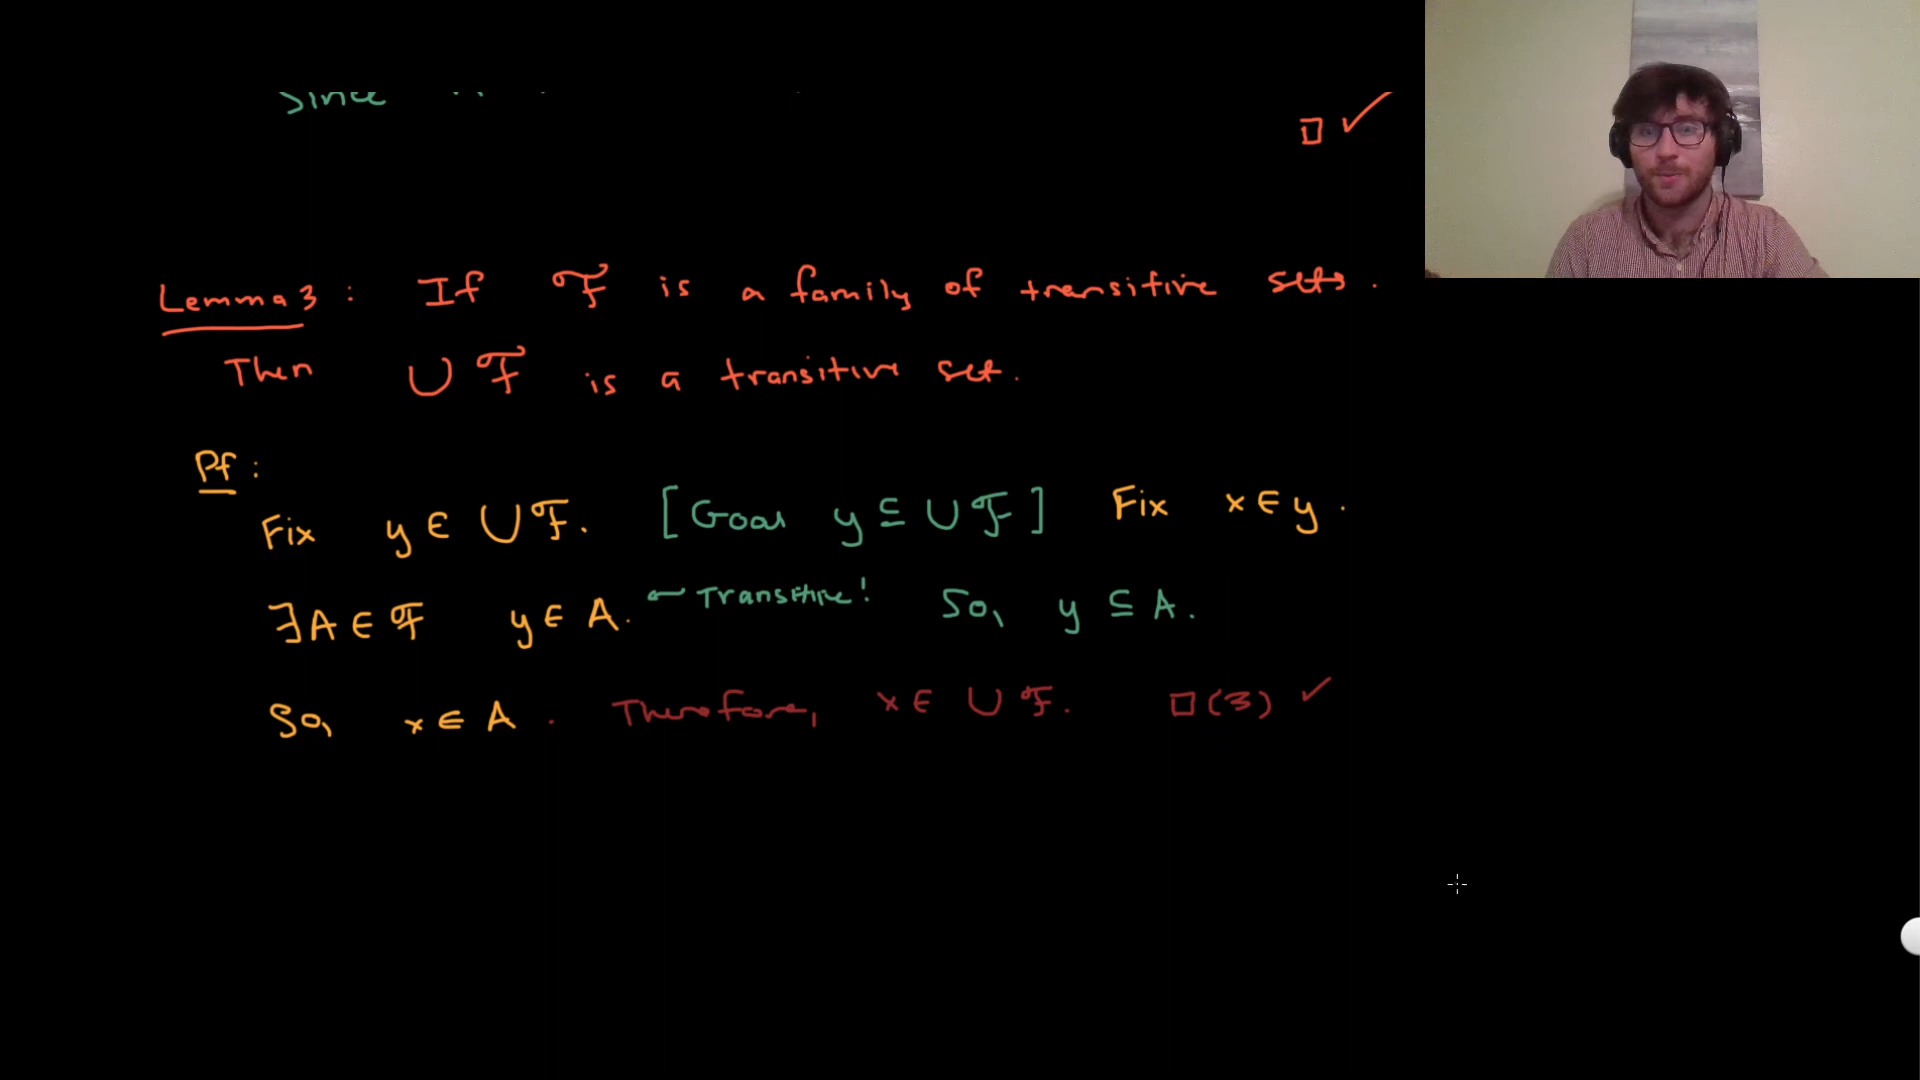 Since
□ ✓
Lemma 3 : If ℱ is a family of transitive sets.
Then ∪ ℱ is a transitive set.
Pf :
Fix y ∈ ∪ℱ. [Goal y ⊆ ∪ℱ] Fix x ∈ y.
∃A ∈ ℱ y ∈ A. ← Transitive! So, y ⊆ A.
So, x ∈ A. Therefore, x ∈ ∪ ℱ. □ (3) ✓